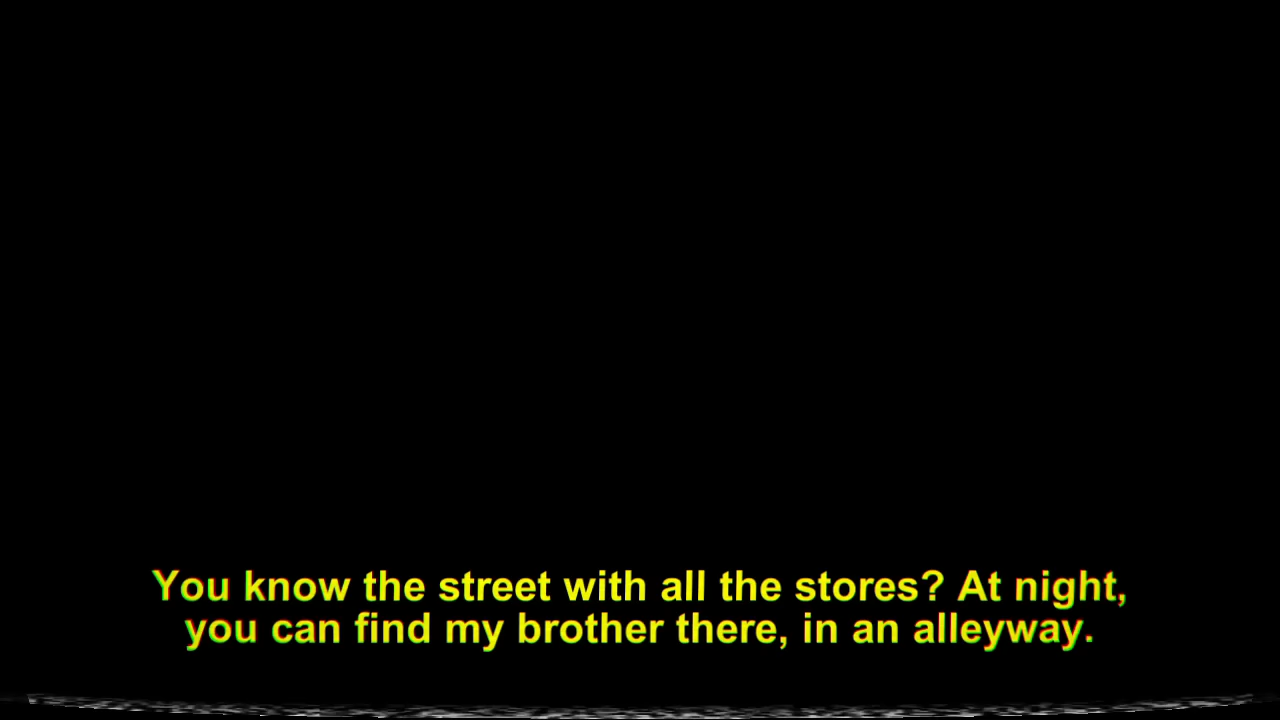 You know the street with all the stores? At night,
you can find my brother there, in an alleyway.